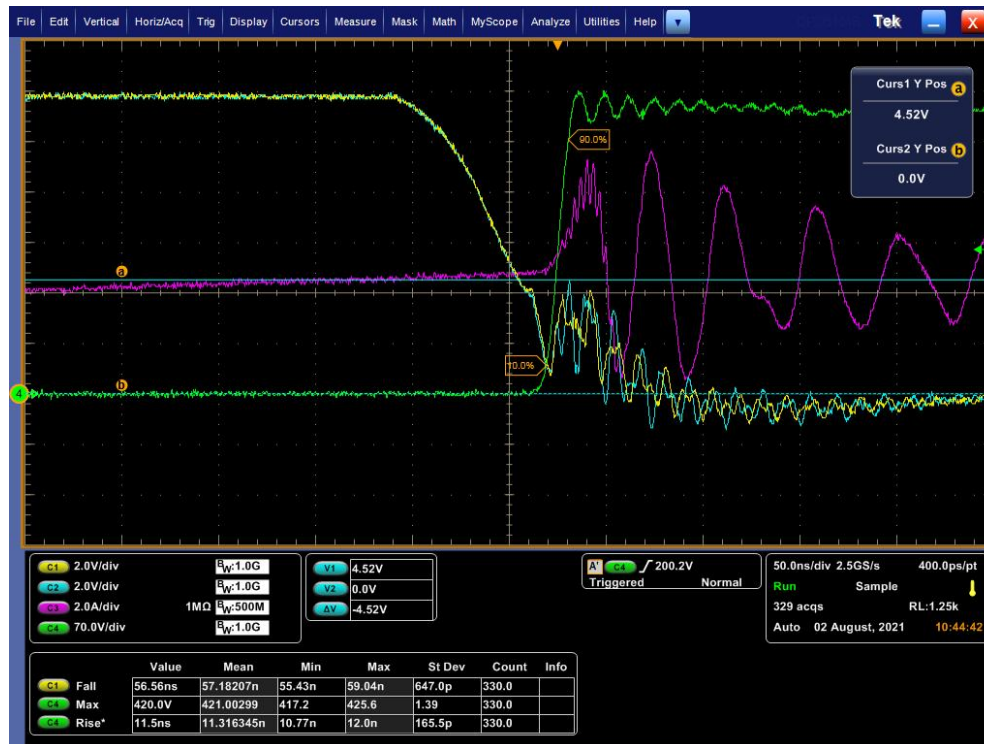 File Edit Vertical Horiz/Acq Trig Display Cursors Measure Mask Math MyScope Analyze Utilities Help Tek X
Curs1 Y Pos a
4.52V
Curs2 Y Pos b
0.0V
90.0%
a
10.0%
b
4
C1 2.0V/div BW:1.0G
C2 2.0V/div BW:1.0G
C3 2.0A/div 1MΩ BW:500M
C4 70.0V/div BW:1.0G
V1 4.52V
V2 0.0V
ΔV -4.52V
A' C4 200.2V
Triggered Normal
50.0ns/div 2.5GS/s 400.0ps/pt
Run Sample
329 acqs RL:1.25k
Auto 02 August, 2021 10:44:42
Value Mean Min Max St Dev Count Info
C1 Fall 56.56ns 57.18207n 55.43n 59.04n 647.0p 330.0
C4 Max 420.0V 421.00299 417.2 425.6 1.39 330.0
C4 Rise* 11.5ns 11.316345n 10.77n 12.0n 165.5p 330.0